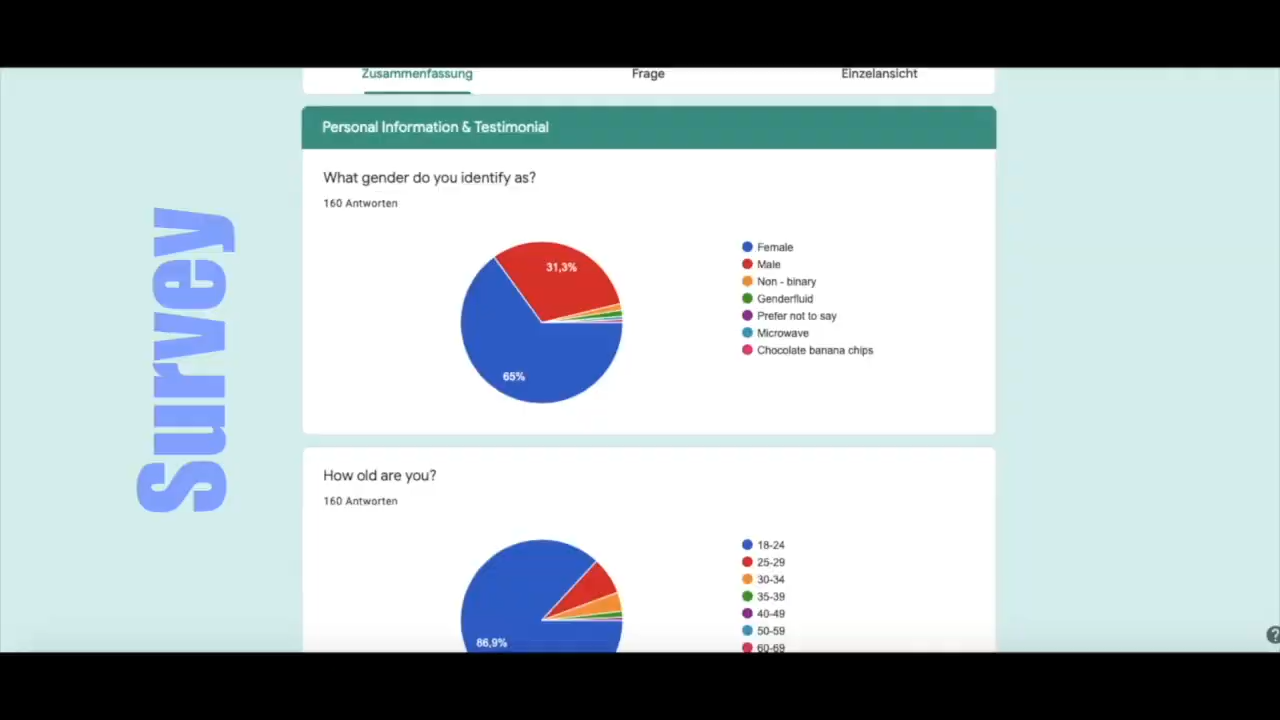 Zusammenfassung
Frage
Einzelansicht
Personal Information & Testimonial
What gender do you identify as?
160 Antworten
31,3%
65%
Female
Male
Non - binary
Genderfluid
Prefer not to say
Microwave
Chocolate banana chips
Survey
How old are you?
160 Antworten
86,9%
18-24
25-29
30-34
35-39
40-49
50-59
60-69
?